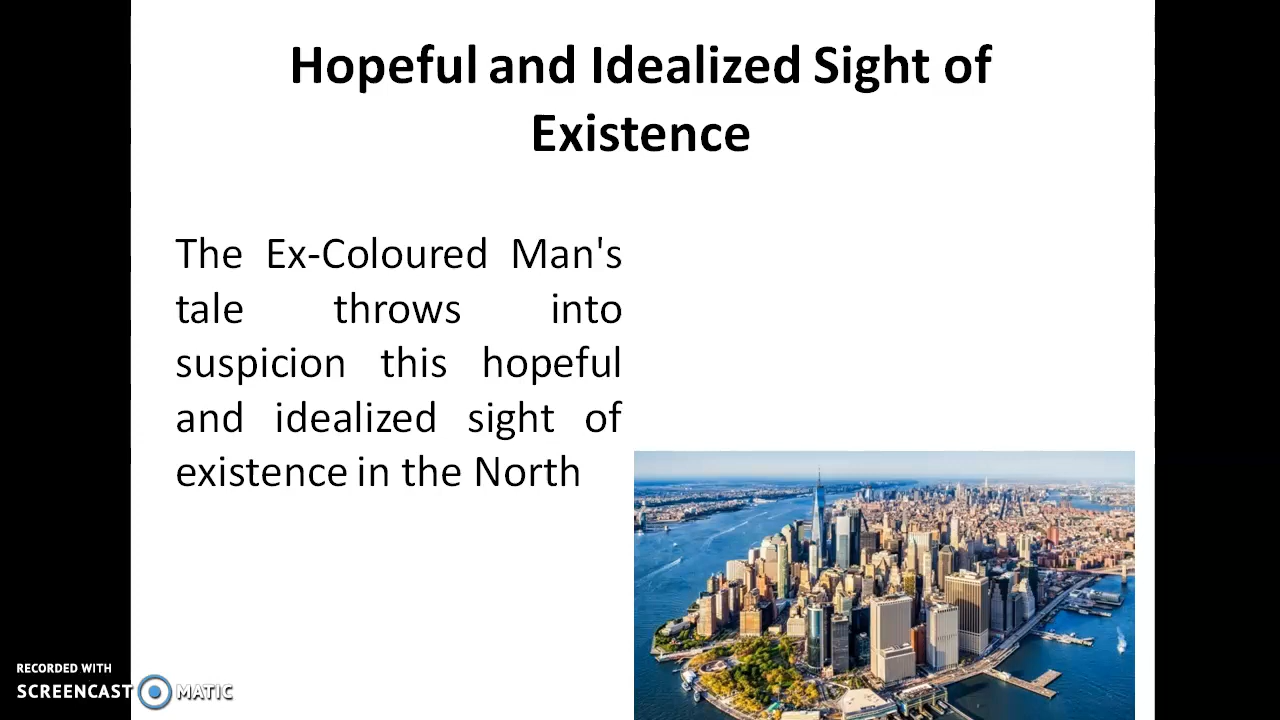 Hopeful and Idealized Sight of
Existence
The Ex-Coloured Man's
tale throws into
suspicion this hopeful
and idealized sight of
existence in the North
RECORDED WITH
SCREENCAST MATIC